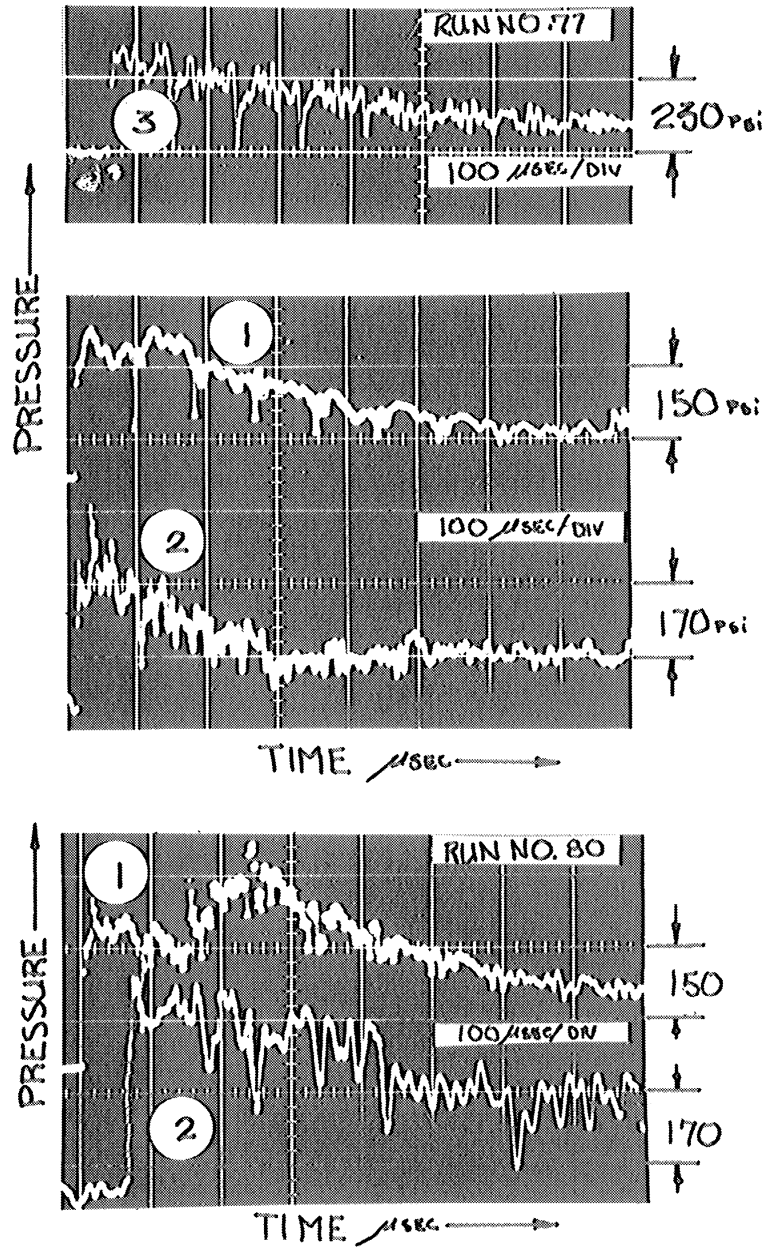 RUN NO. 77
3
230 PSi
100 μSEC/DIV
PRESSURE
1
150 PSi
2
100 μSEC/DIV
170 PSi
TIME μSEC
RUN NO. 80
1
PRESSURE
150
100 μSEC/DIV
2
170
TIME μSEC